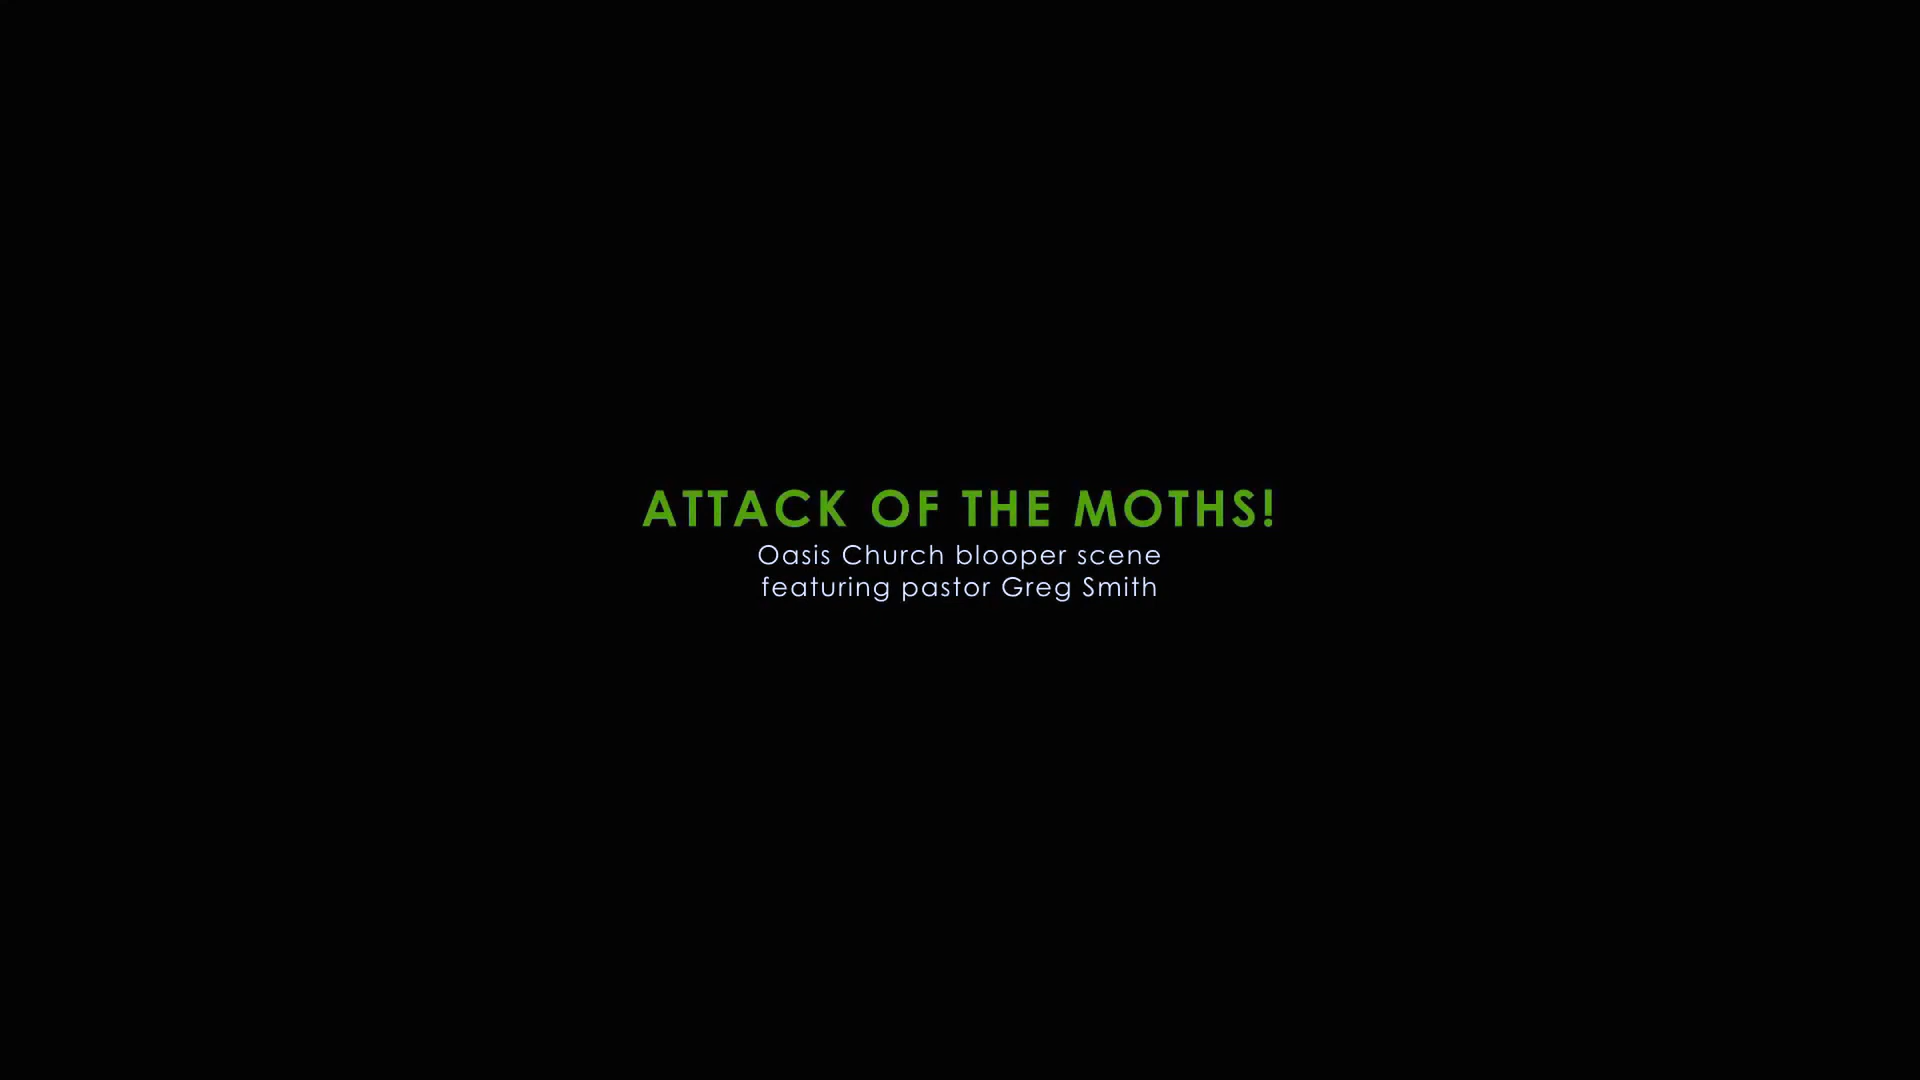 ATTACK OF THE MOTHS!
Oasis Church blooper scene
featuring pastor Greg Smith